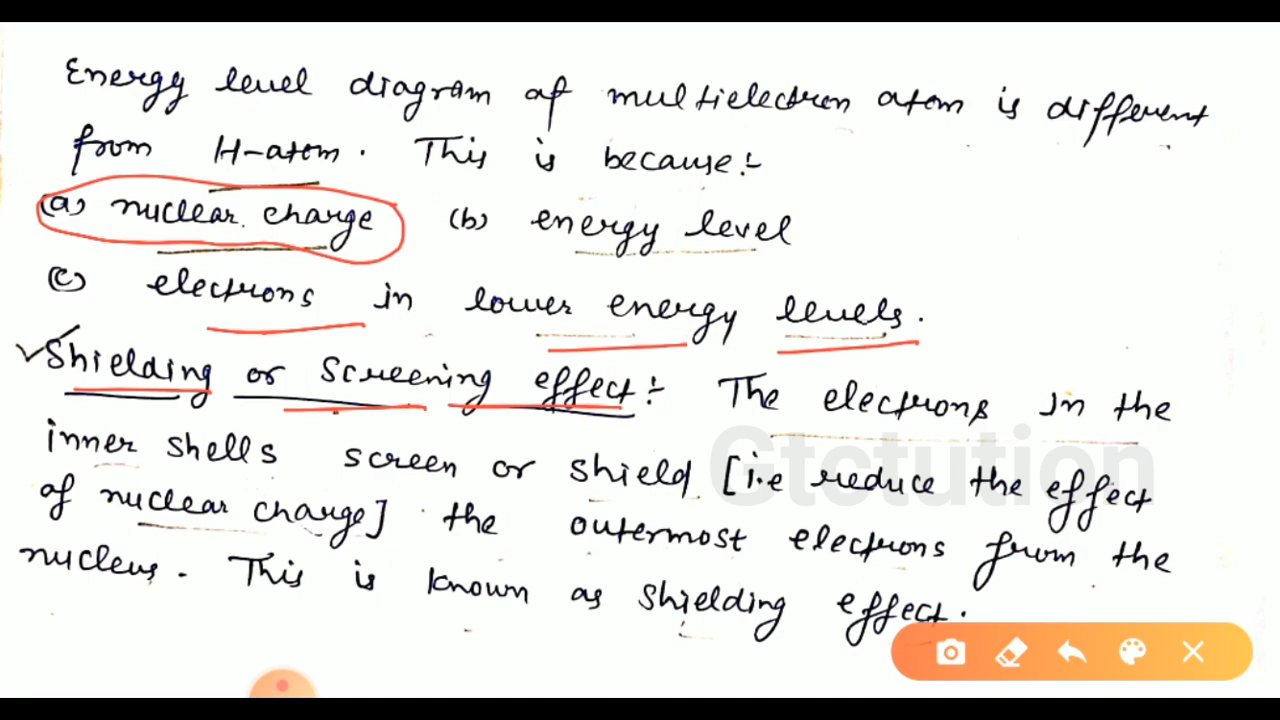 Energy level diagram of multielectron atom is different
from H-atom. This is because:-
(a) nuclear charge (b) energy level
(c) electrons in lower energy levels.
Shielding or screening effect:- The electrons in the
inner shells screen or shield [i.e reduce the effect
of nuclear charge] the outermost electrons from the
nucleus. This is known as shielding effect.
Gtctution